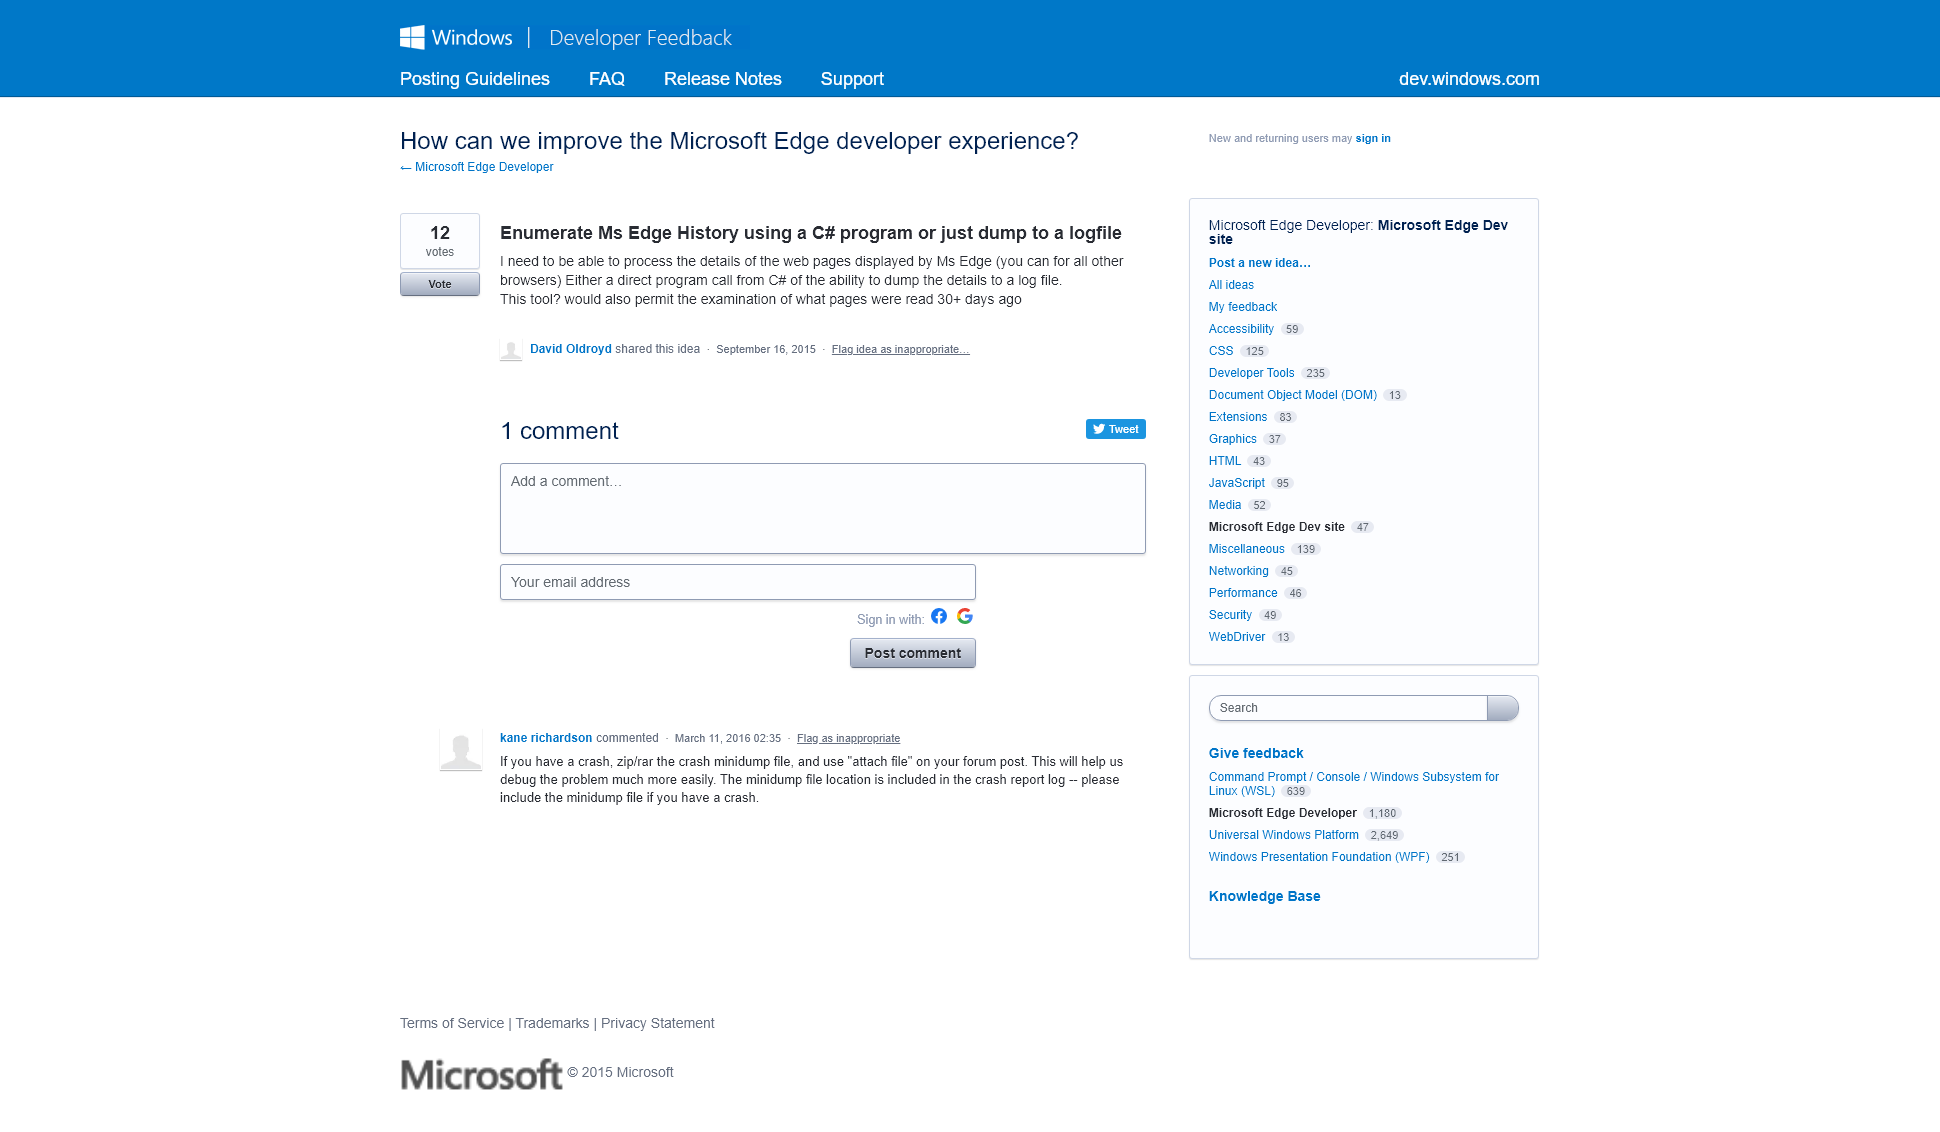 Windows | Developer Feedback
Posting Guidelines FAQ Release Notes Support dev.windows.com
How can we improve the Microsoft Edge developer experience?
← Microsoft Edge Developer
New and returning users may sign in
12
votes
Vote
Enumerate Ms Edge History using a C# program or just dump to a logfile
I need to be able to process the details of the web pages displayed by Ms Edge (you can for all other
browsers) Either a direct program call from C# of the ability to dump the details to a log file.
This tool? would also permit the examination of what pages were read 30+ days ago
David Oldroyd shared this idea · September 16, 2015 · Flag idea as inappropriate…
1 comment
Tweet
Add a comment…
Your email address
Sign in with:
Post comment
kane richardson commented · March 11, 2016 02:35 · Flag as inappropriate
If you have a crash, zip/rar the crash minidump file, and use "attach file" on your forum post. This will help us
debug the problem much more easily. The minidump file location is included in the crash report log -- please
include the minidump file if you have a crash.
Microsoft Edge Developer: Microsoft Edge Dev
site
Post a new idea…
All ideas
My feedback
Accessibility 59
CSS 125
Developer Tools 235
Document Object Model (DOM) 13
Extensions 83
Graphics 37
HTML 43
JavaScript 95
Media 52
Microsoft Edge Dev site 47
Miscellaneous 139
Networking 45
Performance 46
Security 49
WebDriver 13
Search
Give feedback
Command Prompt / Console / Windows Subsystem for
Linux (WSL) 639
Microsoft Edge Developer 1,180
Universal Windows Platform 2,649
Windows Presentation Foundation (WPF) 251
Knowledge Base
Terms of Service | Trademarks | Privacy Statement
Microsoft © 2015 Microsoft